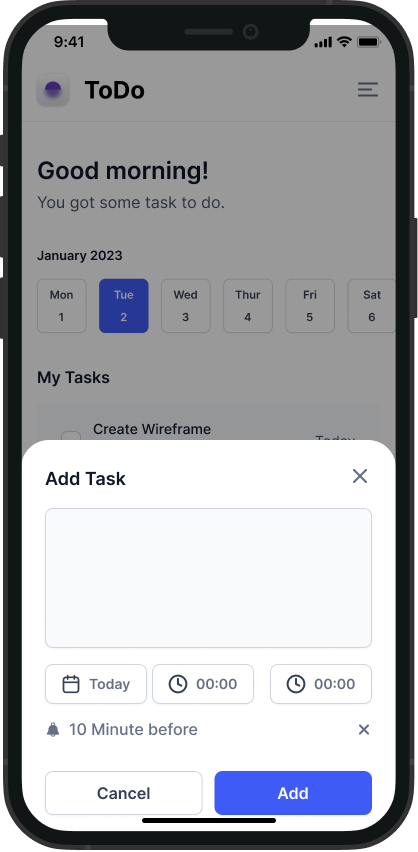 9:41
ToDo
Good morning!
You got some task to do.
January 2023
Mon Tue Wed Thur Fri Sat
1 2 3 4 5 6
My Tasks
Create Wireframe
Today
Add Task
Today 00:00 00:00
10 Minute before
Cancel Add